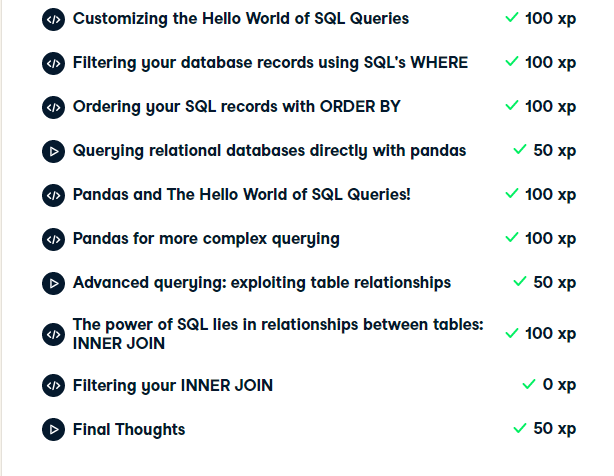 Customizing the Hello World of SQL Queries 100 xp
Filtering your database records using SQL's WHERE 100 xp
Ordering your SQL records with ORDER BY 100 xp
Querying relational databases directly with pandas 50 xp
Pandas and The Hello World of SQL Queries! 100 xp
Pandas for more complex querying 100 xp
Advanced querying: exploiting table relationships 50 xp
The power of SQL lies in relationships between tables: 100 xp
INNER JOIN
Filtering your INNER JOIN 0 xp
Final Thoughts 50 xp